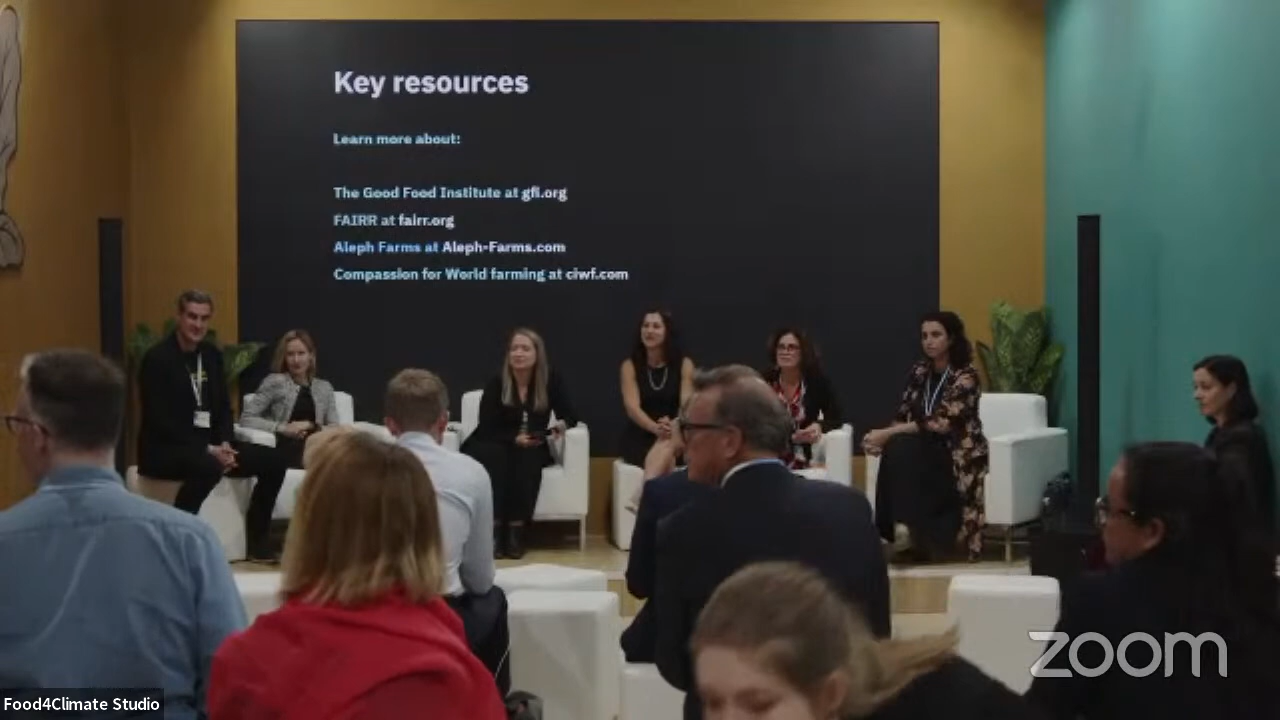 Key resources
Learn more about:
The Good Food Institute at gfi.org
FAIRR at fairr.org
Aleph Farms at Aleph-Farms.com
Compassion for World farming at ciwf.com
zoom
Food4Climate Studio